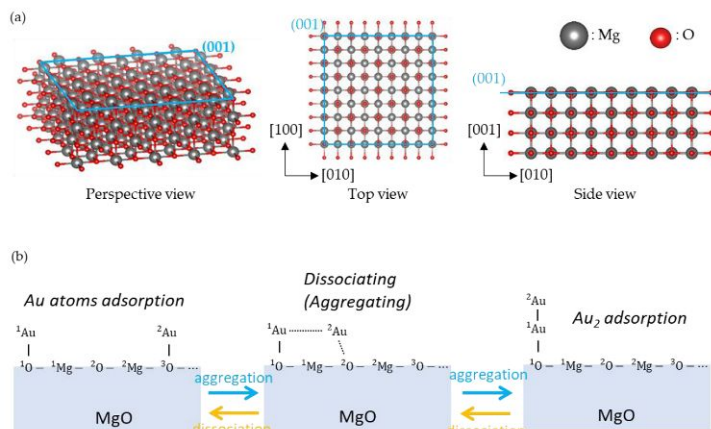 (a)
(001)
(001)
: Mg
: O
(001)
[100]
[010]
[001]
[010]
Perspective view
Top view
Side view
(b)
Au atoms adsorption
Dissociating
(Aggregating)
Au₂ adsorption
¹Au
²Au
¹Au
²Au
²Au
¹Au
¹O — ¹Mg – ²O – ²Mg – ³O – ...
¹O — ¹Mg – ²O – ²Mg – ³O – ...
¹O — ¹Mg – ²O – ²Mg – ³O – ...
aggregation
aggregation
MgO
dissociation
MgO
dissociation
MgO